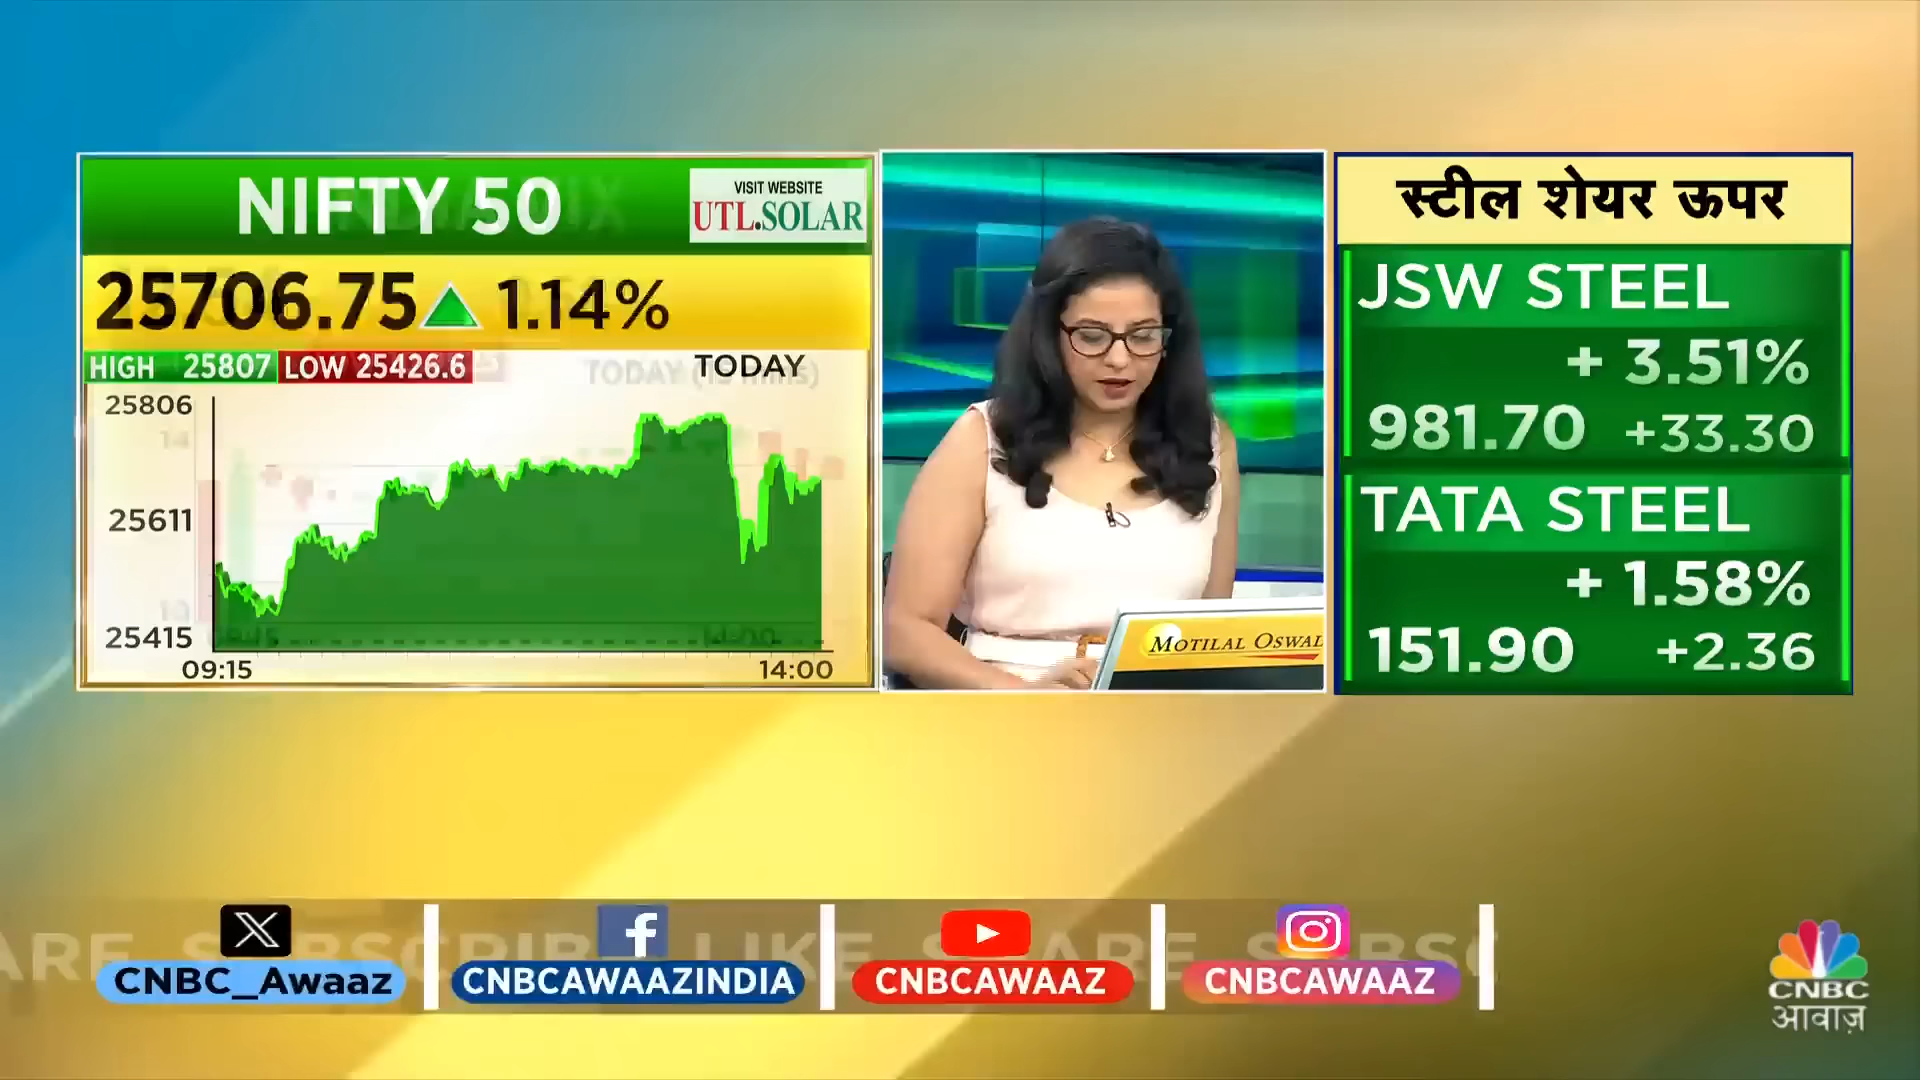 NIFTY 50
VISIT WEBSITE
UTL.SOLAR
25706.75 1.14%
HIGH 25807 LOW 25426.6
TODAY
25806
25611
25415
09:15 14:00
MOTILAL OSWAL
स्टील शेयर ऊपर
JSW STEEL
+ 3.51%
981.70 +33.30
TATA STEEL
+ 1.58%
151.90 +2.36
CNBC_Awaaz
CNBCAWAAZINDIA
CNBCAWAAZ
CNBCAWAAZ
CNBC
आवाज़